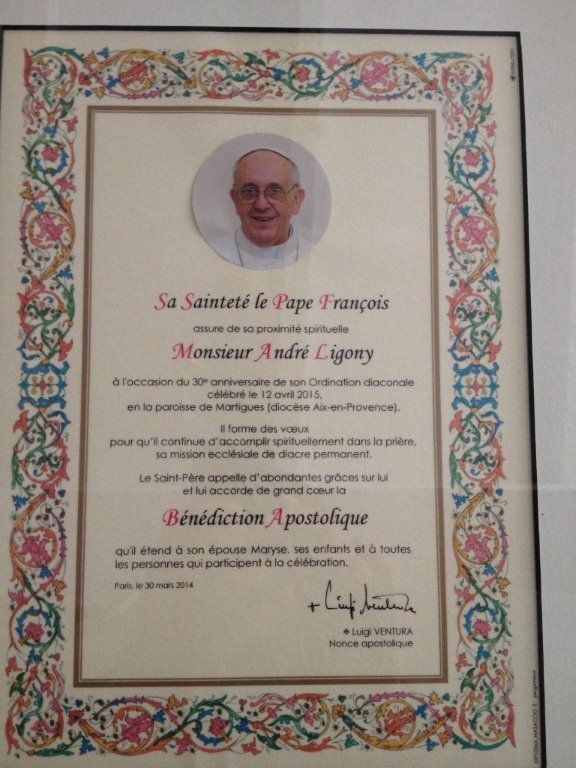 Sa Sainteté le Pape François
assure de sa proximité spirituelle
Monsieur André Ligony
à l'occasion du 30e anniversaire de son Ordination diaconale
célébré le 12 avril 2015,
en la paroisse de Martigues (diocèse Aix-en-Provence).
Il forme des vœux
pour qu'il continue d'accomplir spirituellement dans la prière,
sa mission ecclésiale de diacre permanent.
Le Saint-Père appelle d'abondantes grâces sur lui
et lui accorde de grand cœur la
Bénédiction Apostolique
qu'il étend à son épouse Maryse, ses enfants et à toutes
les personnes qui participent à la célébration.
Paris, le 30 mars 2014
✠ Luigi Ventura
✠ Luigi VENTURA
Nonce apostolique